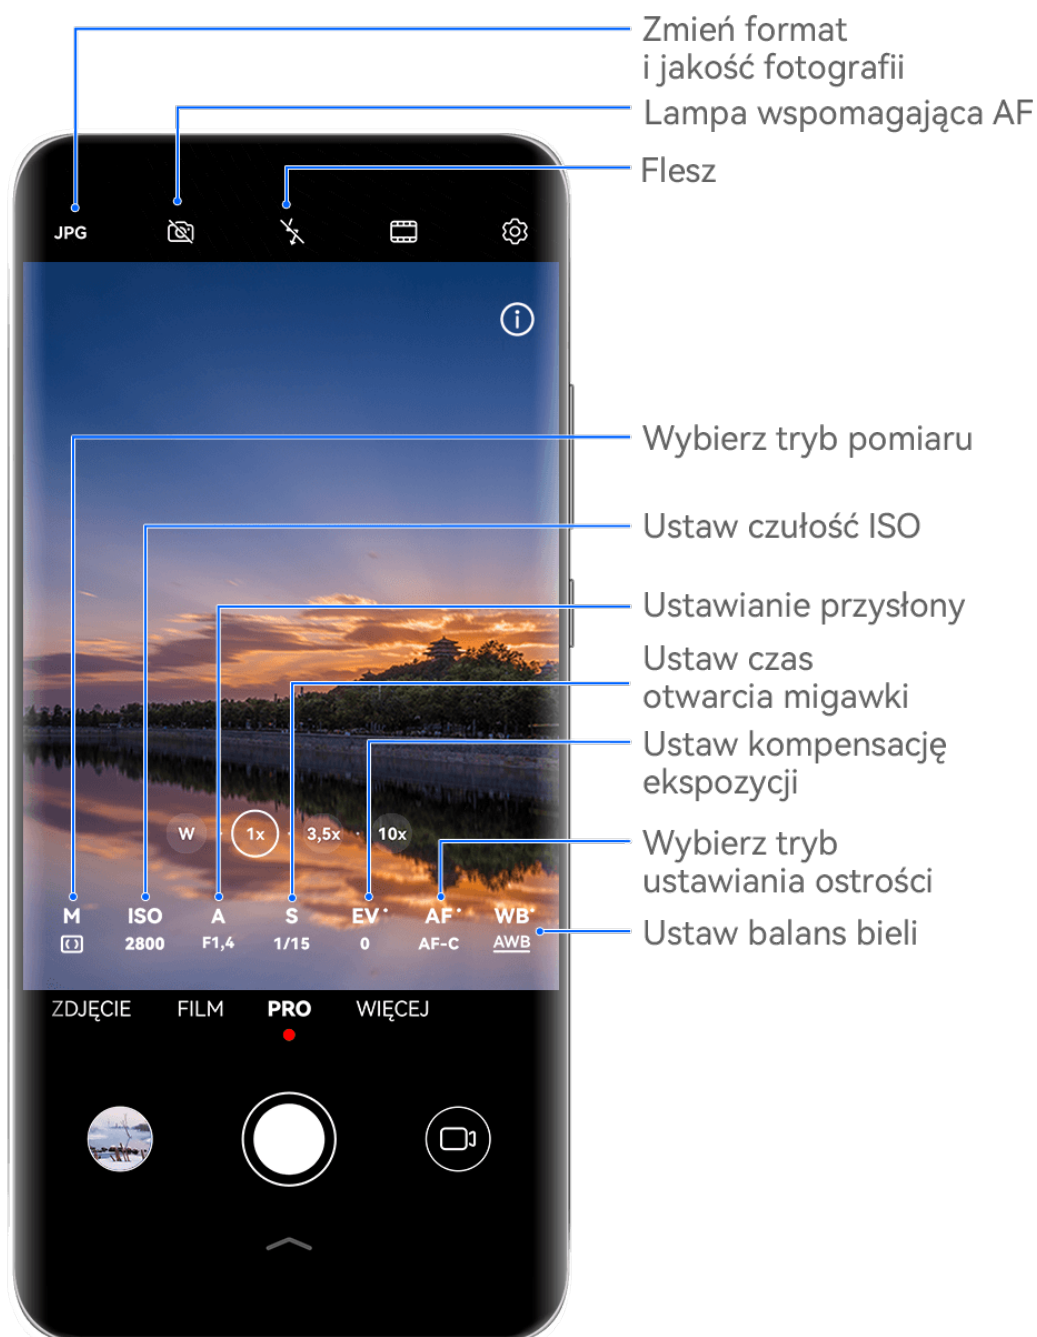 Zmień format
i jakość fotografii
Lampa wspomagająca AF
Flesz
JPG
Wybierz tryb pomiaru
Ustaw czułość ISO
Ustawianie przysłony
Ustaw czas
otwarcia migawki
Ustaw kompensację
ekspozycji
W 1x 3,5x 10x
Wybierz tryb
ustawiania ostrości
M ISO A S EV AF WB
2800 F1,4 1/15 0 AF-C AWB
Ustaw balans bieli
ZDJĘCIE FILM PRO WIĘCEJ